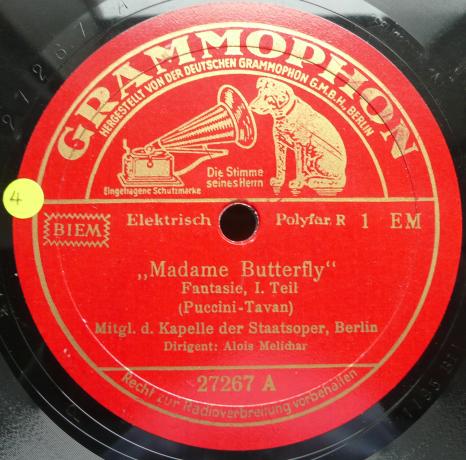 GRAMMOPHON
HERGESTELLT VON DER DEUTSCHEN GRAMMOPHON G.M.B.H., BERLIN
Die Stimme
seines Herrn
Eingetragene Schutzmarke
4
BIEM Elektrisch Polyfar R 1 EM
„Madame Butterfly“
Fantasie, I. Teil
(Puccini-Tavan)
Mitgl. d. Kapelle der Staatsoper, Berlin
Dirigent: Alois Melichar
27267 A
Recht zur Radioverbreitung vorbehalten